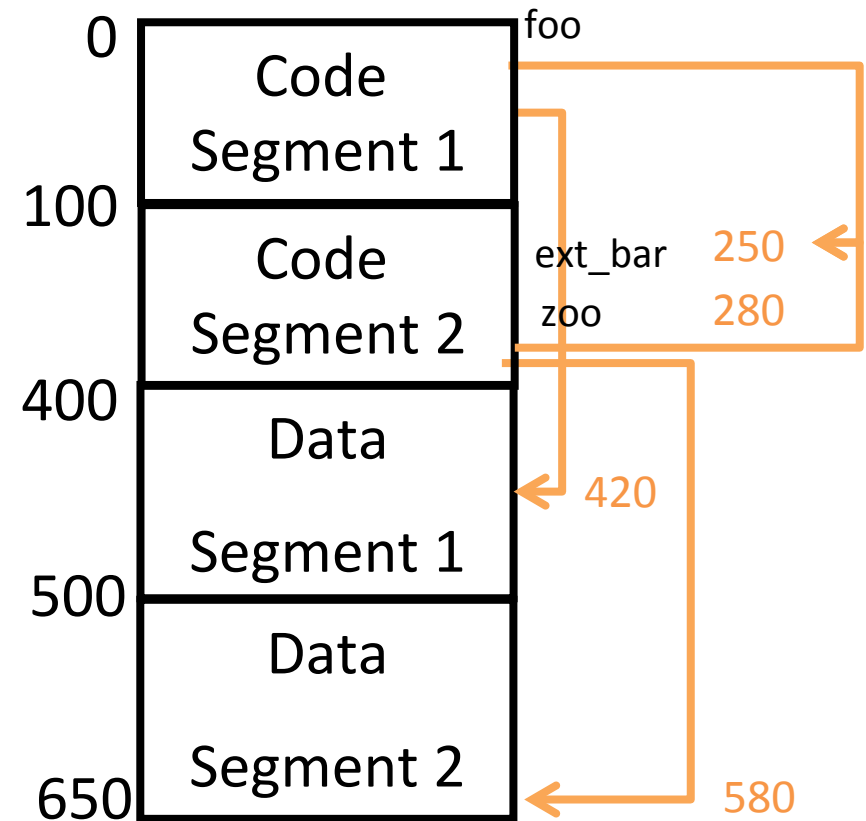 0
foo
Code
Segment 1
100
Code
ext_bar 250
Segment 2
zoo 280
400
Data
420
Segment 1
500
Data
Segment 2
650
580